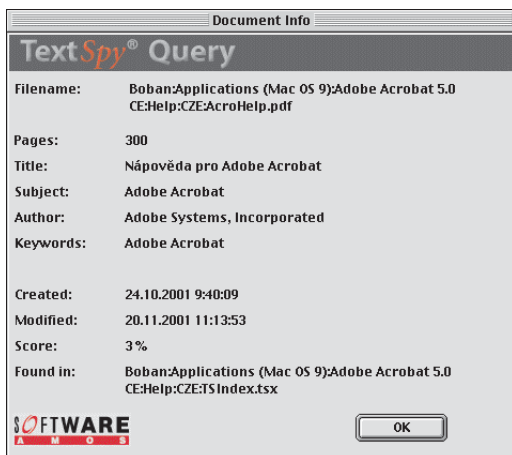 Document Info
TextSpy® Query
Filename: Boban:Applications (Mac OS 9):Adobe Acrobat 5.0
CE:Help:CZE:AcroHelp.pdf
Pages: 300
Title: Nápověda pro Adobe Acrobat
Subject: Adobe Acrobat
Author: Adobe Systems, Incorporated
Keywords: Adobe Acrobat
Created: 24.10.2001 9:40:09
Modified: 20.11.2001 11:13:53
Score: 3%
Found in: Boban:Applications (Mac OS 9):Adobe Acrobat 5.0
CE:Help:CZE:TSIndex.tsx
SOFTWARE
AMOS
OK